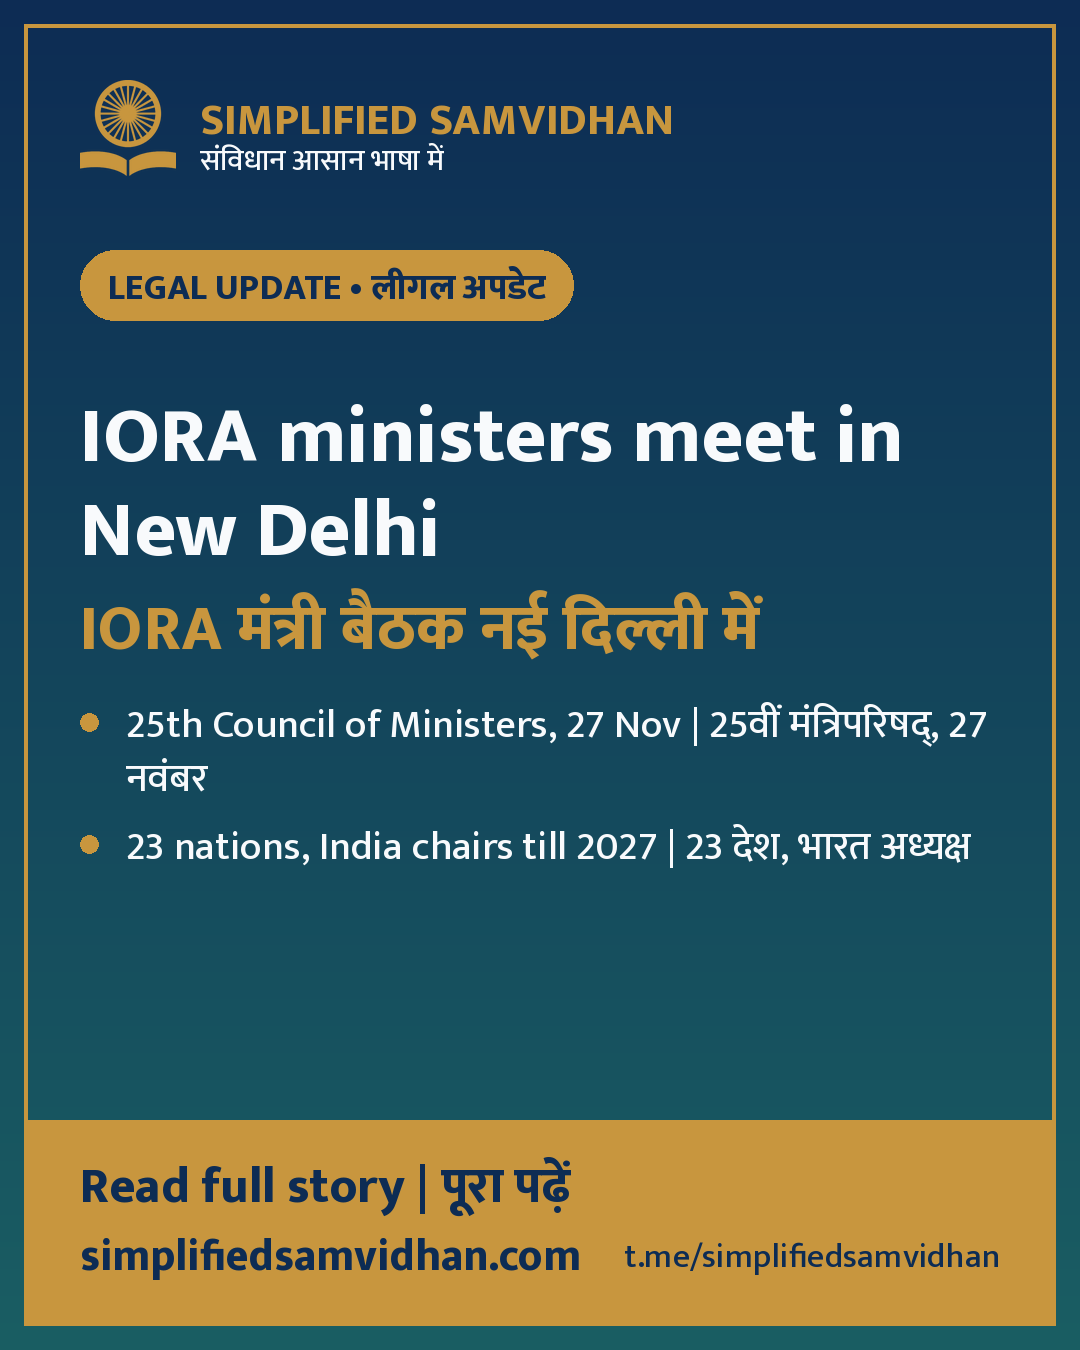 SIMPLIFIED SAMVIDHAN
संविधान आसान भाषा में
LEGAL UPDATE • लीगल अपडेट
IORA ministers meet in
New Delhi
IORA मंत्री बैठक नई दिल्ली में
25th Council of Ministers, 27 Nov | 25वीं मंत्रिपरिषद्, 27
नवंबर
23 nations, India chairs till 2027 | 23 देश, भारत अध्यक्ष
Read full story | पूरा पढ़ें
simplifiedsamvidhan.com
t.me/simplifiedsamvidhan